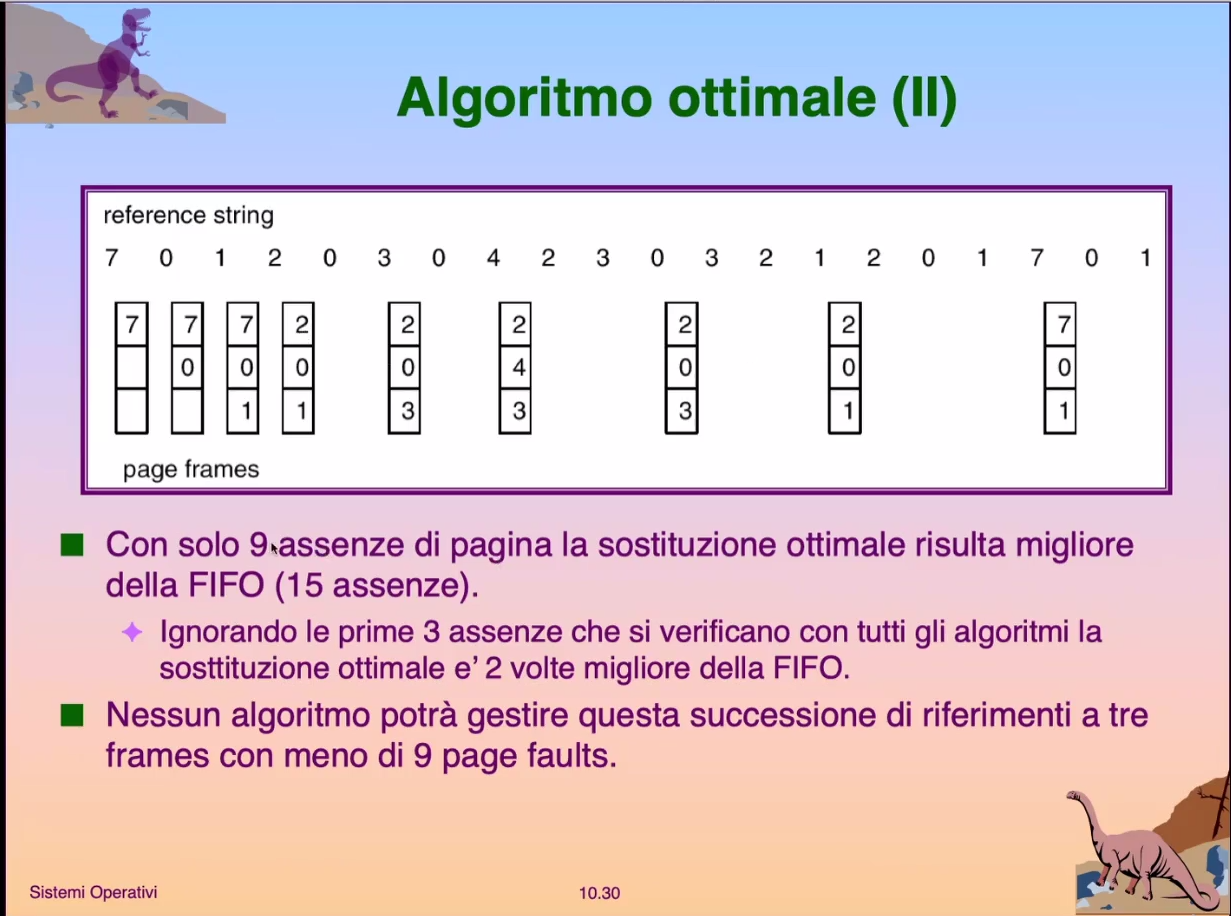 Algoritmo ottimale (II)
reference string
7 0 1 2 0 3 0 4 2 3 0 3 2 1 2 0 1 7 0 1
7 7 7 2 2 2 2 2 7
0 0 0 0 4 0 0 0
1 1 3 3 3 1 1
page frames
Con solo 9 assenze di pagina la sostituzione ottimale risulta migliore
della FIFO (15 assenze).
Ignorando le prime 3 assenze che si verificano con tutti gli algoritmi la
sosttituzione ottimale e’ 2 volte migliore della FIFO.
Nessun algoritmo potrà gestire questa successione di riferimenti a tre
frames con meno di 9 page faults.
Sistemi Operativi
10.30